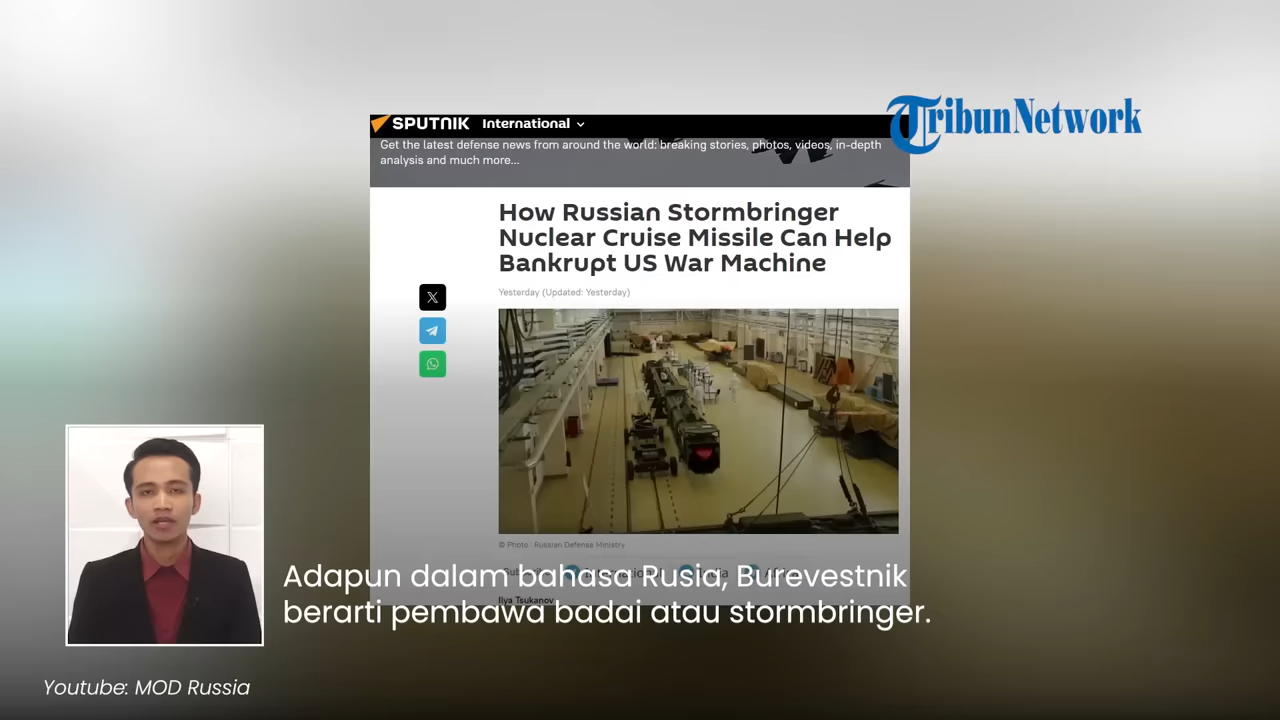 SPUTNIK International
TribunNetwork
Get the latest defense news from around the world: breaking stories, photos, videos, in-depth
analysis and much more...
How Russian Stormbringer
Nuclear Cruise Missile Can Help
Bankrupt US War Machine
Yesterday (Updated: Yesterday)
© Photo : Russian Defense Ministry
Adapun dalam bahasa Rusia, Burevestnik
Ilya Tsukanov
berarti pembawa badai atau stormbringer.
Youtube: MOD Russia